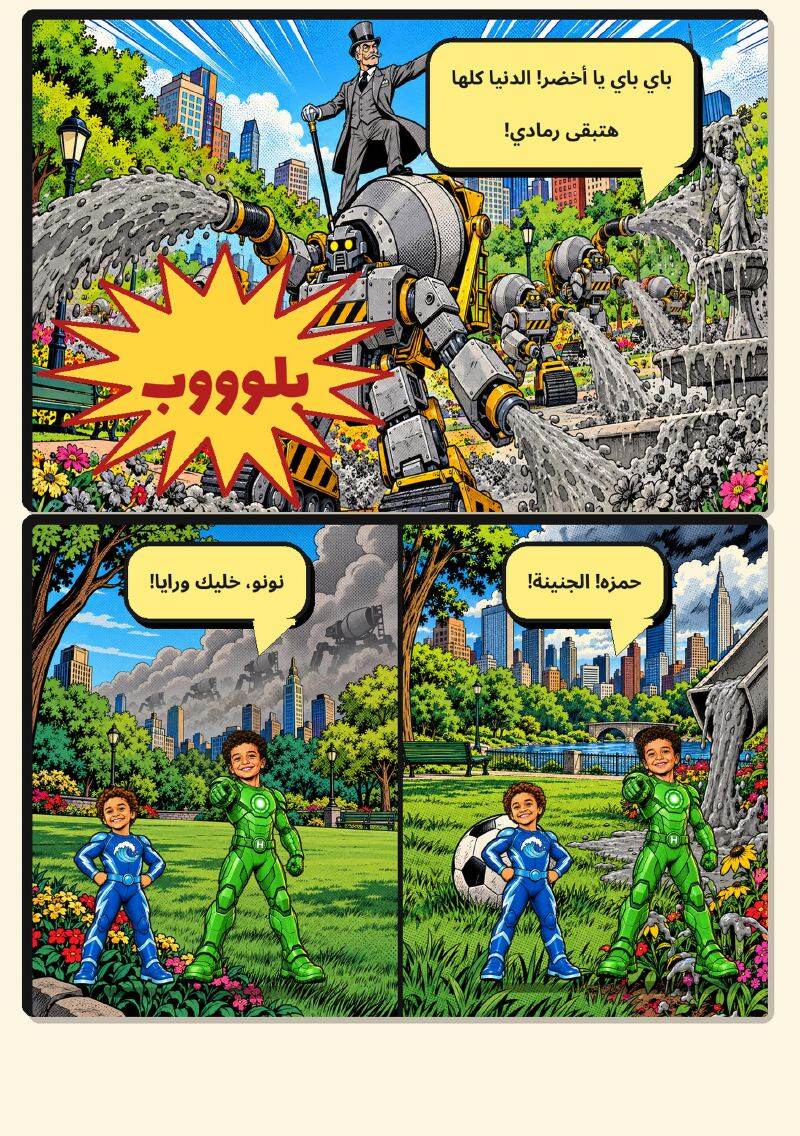 باي باي يا أخضر! الدنيا كلها
هتبقى رمادي!
بلوووب
حمزه! الجنينة!
H
نونو، خليك ورايا!
H